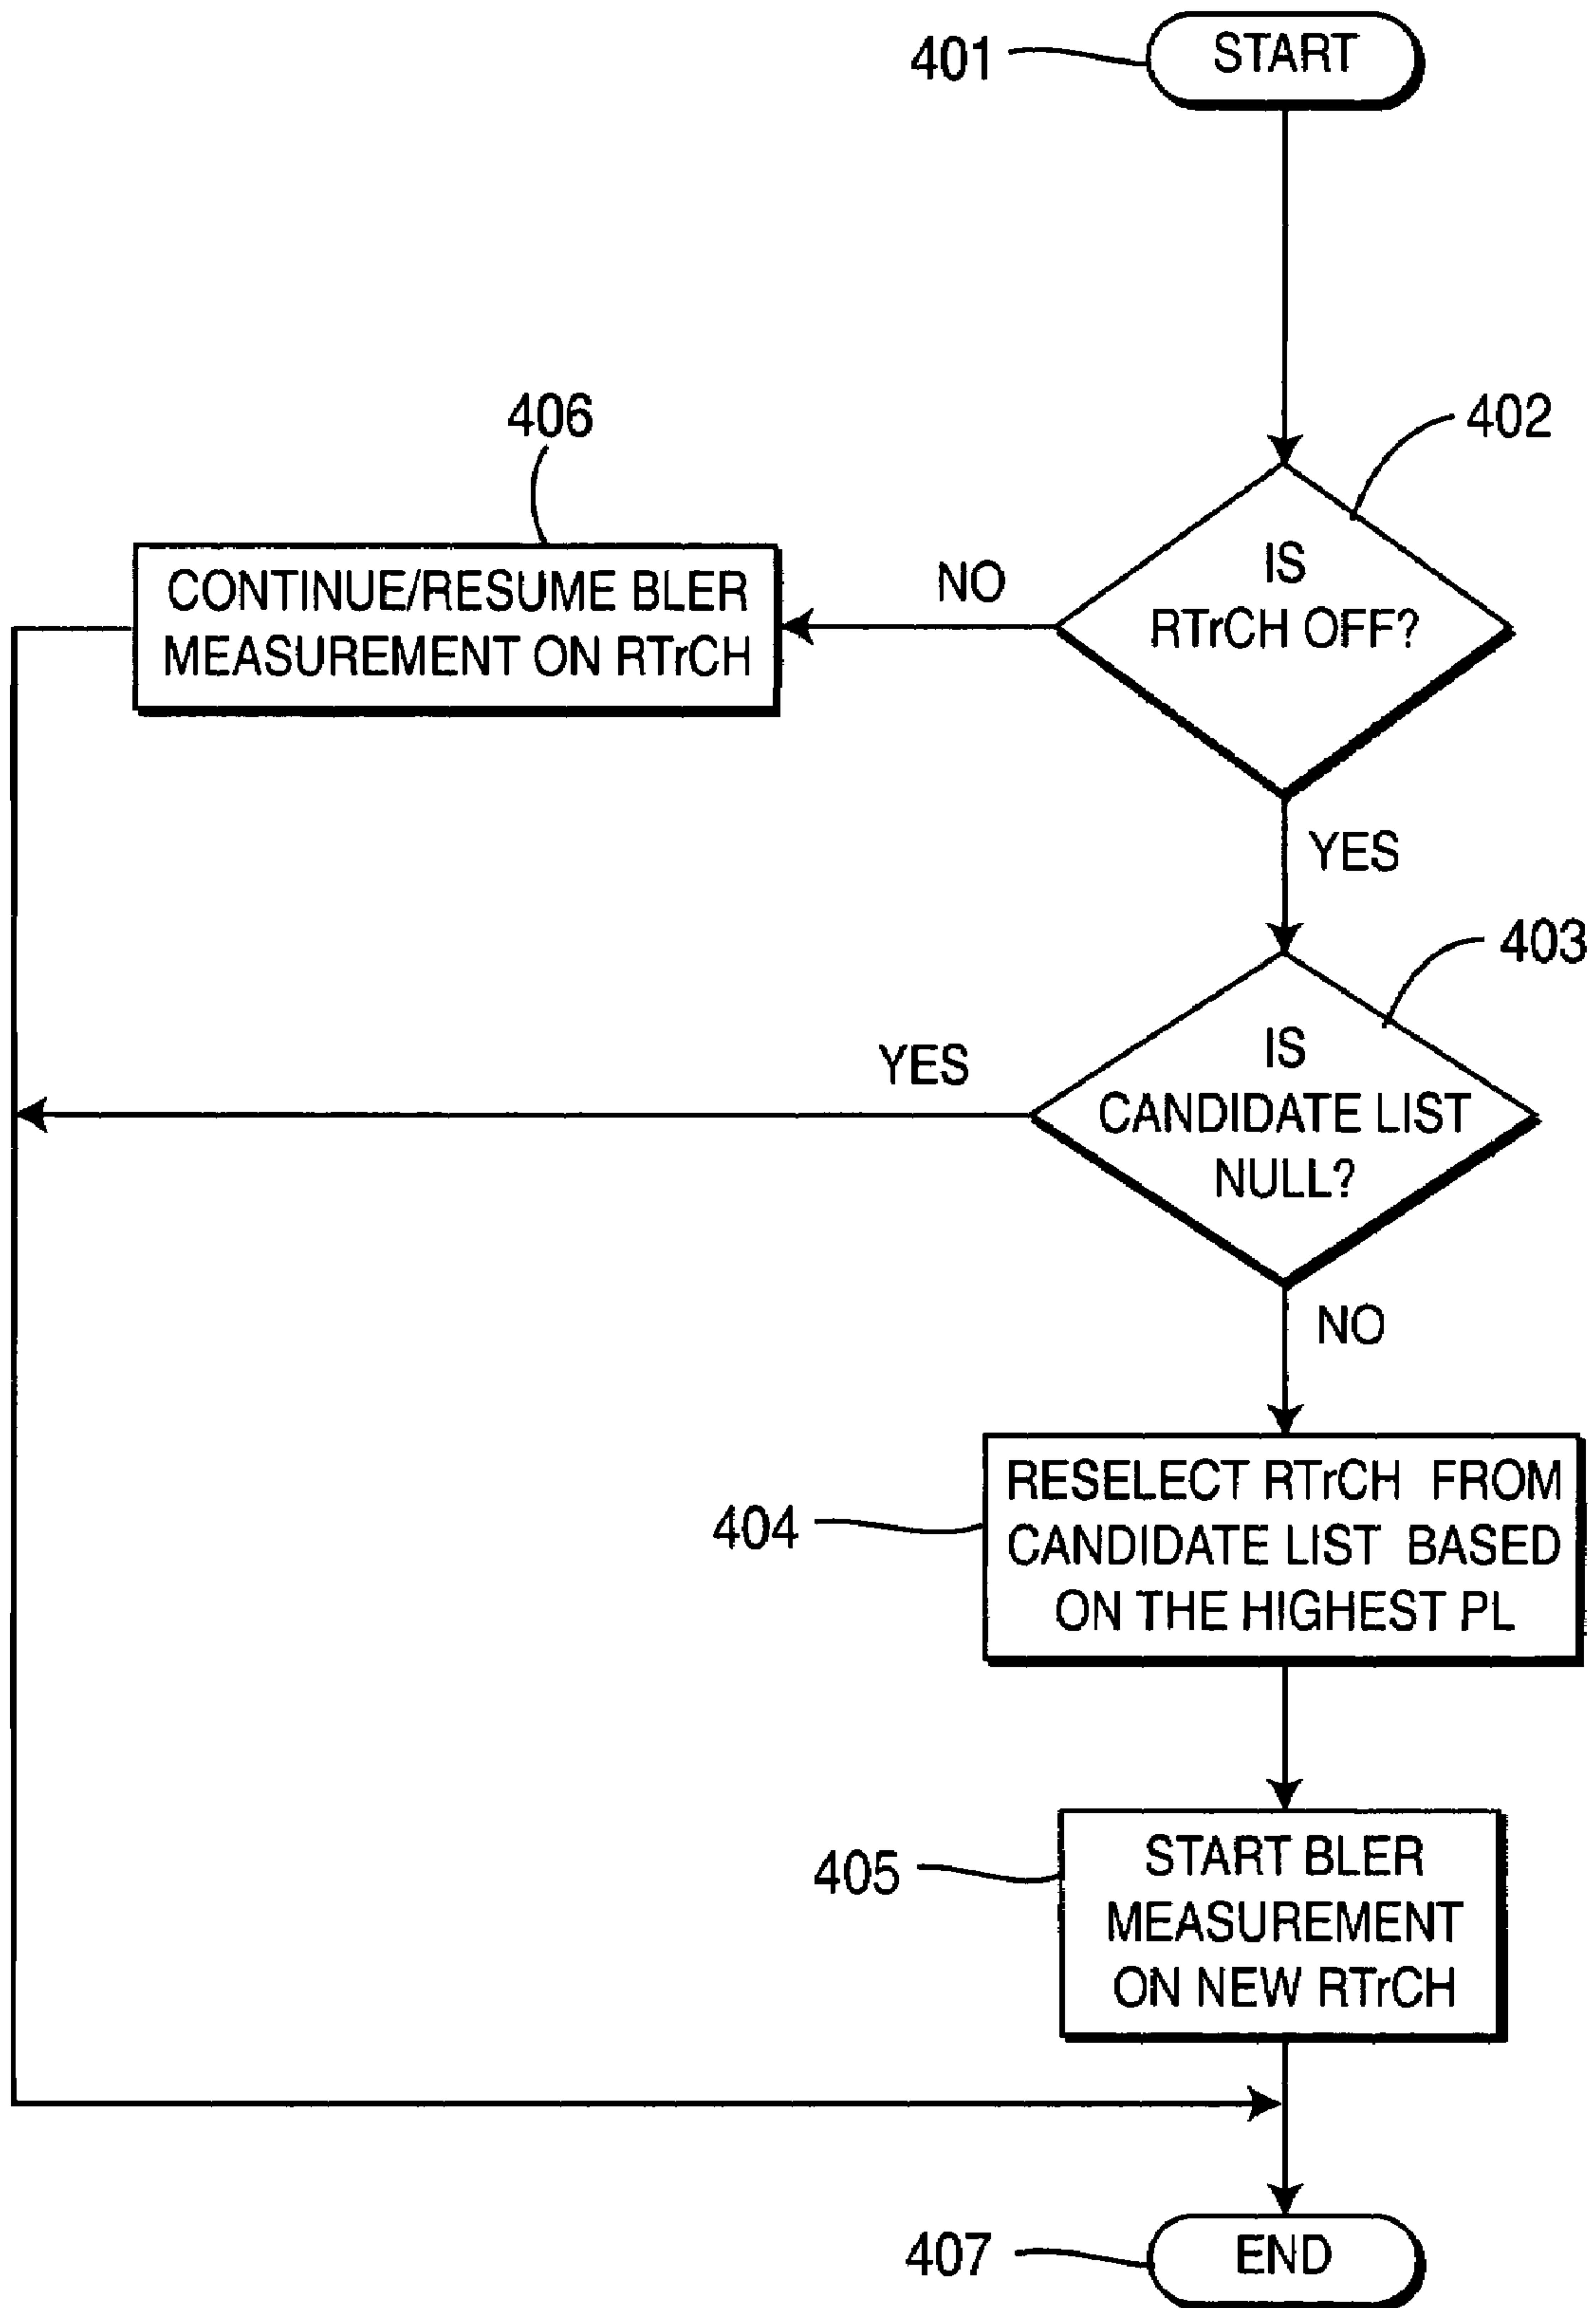 401
START
402
IS
RTrCH OFF?
NO
406
CONTINUE/RESUME BLER
MEASUREMENT ON RTrCH
YES
403
IS
CANDIDATE LIST
NULL?
YES
NO
404
RESELECT RTrCH FROM
CANDIDATE LIST BASED
ON THE HIGHEST PL
405
START BLER
MEASUREMENT
ON NEW RTrCH
407
END